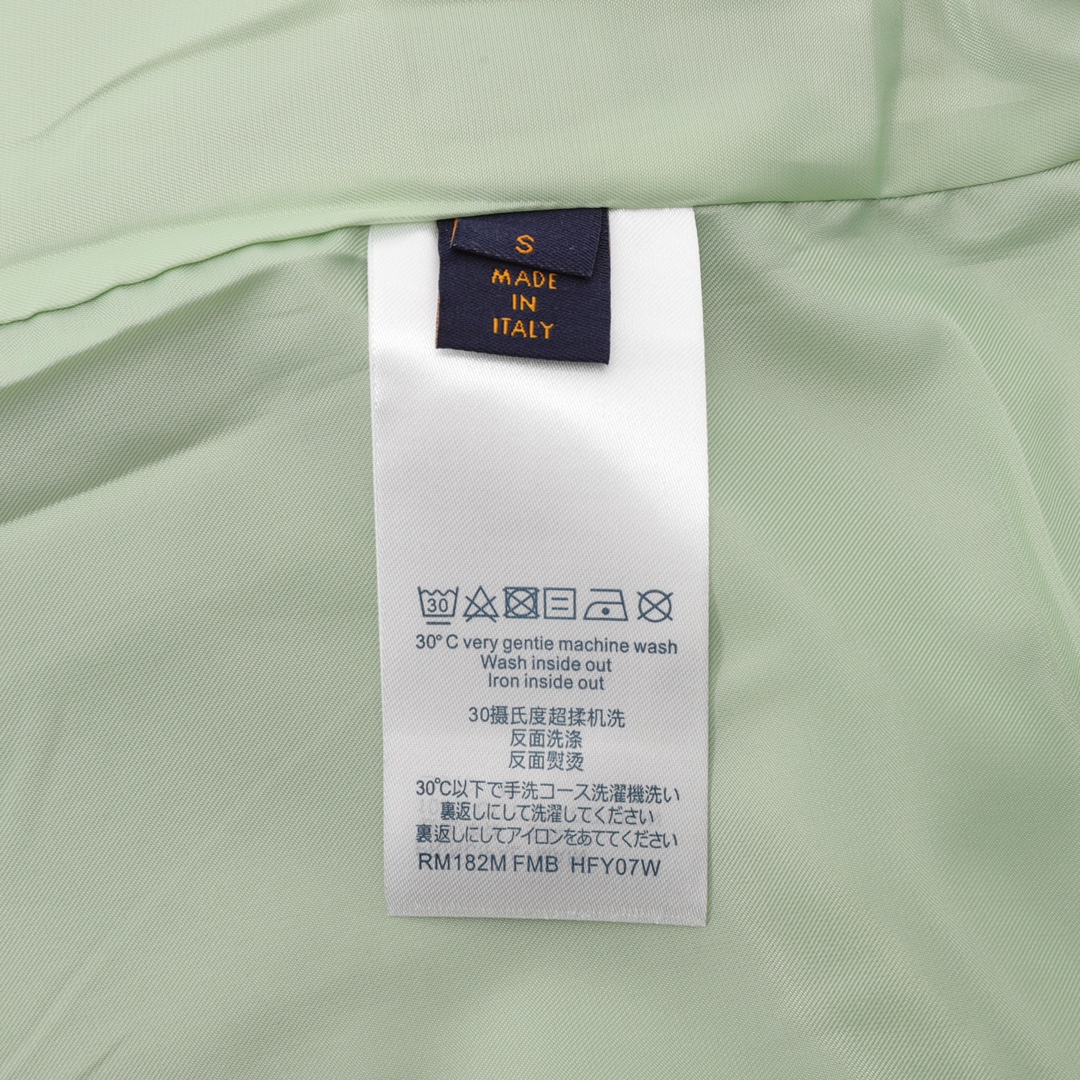 S
MADE
IN
ITALY
30
30°C very gentie machine wash
Wash inside out
Iron inside out
30摄氏度超揉机洗
反面洗涤
反面熨烫
30℃以下で手洗コース洗濯機洗い
裏返しにして洗濯してください
裏返しにしてアイロンをあててください
RM182M FMB HFY07W